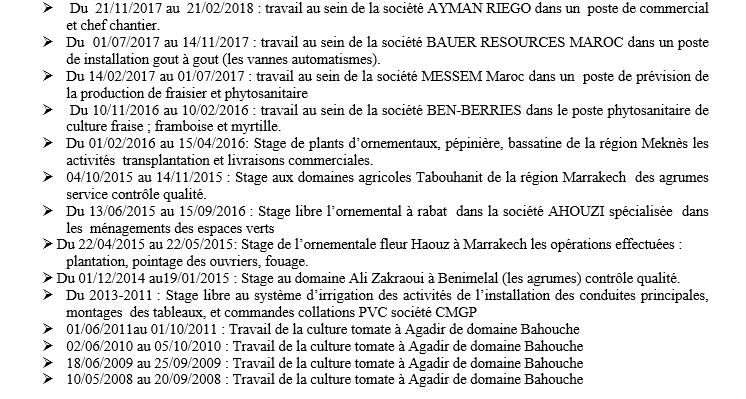 ➢ Du 21/11/2017 au 21/02/2018 : travail au sein de la société AYMAN RIEGO dans un poste de commercial
et chef chantier.
➢ Du 01/07/2017 au 14/11/2017 : travail au sein de la société BAUER RESOURCES MAROC dans un poste
de installation gout à gout (les vannes automatismes).
➢ Du 14/02/2017 au 01/07/2017 : travail au sein de la société MESSEM Maroc dans un poste de prévision de
la production de fraisier et phytosanitaire
➢ Du 10/11/2016 au 10/02/2016 : travail au sein de la société BEN-BERRIES dans le poste phytosanitaire de
culture fraise ; framboise et myrtille.
➢ Du 01/02/2016 au 15/04/2016: Stage de plants d’ornementaux, pépinière, bassatine de la région Meknès les
activités transplantation et livraisons commerciales.
➢ 04/10/2015 au 14/11/2015 : Stage aux domaines agricoles Tabouhanit de la région Marrakech des agrumes
service contrôle qualité.
➢ Du 13/06/2015 au 15/09/2016 : Stage libre l’ornemental à rabat dans la société AHOUZI spécialisée dans
les ménagements des espaces verts
➢ Du 22/04/2015 au 22/05/2015: Stage de l’ornementale fleur Haouz à Marrakech les opérations effectuées :
plantation, pointage des ouvriers, fouage.
➢ Du 01/12/2014 au19/01/2015 : Stage au domaine Ali Zakraoui à Benimelal (les agrumes) contrôle qualité.
➢ Du 2013-2011 : Stage libre au système d’irrigation des activités de l’installation des conduites principales,
montages des tableaux, et commandes collations PVC société CMGP
➢ 01/06/2011au 01/10/2011 : Travail de la culture tomate à Agadir de domaine Bahouche
➢ 02/06/2010 au 05/10/2010 : Travail de la culture tomate à Agadir de domaine Bahouche
➢ 18/06/2009 au 25/09/2009 : Travail de la culture tomate à Agadir de domaine Bahouche
➢ 10/05/2008 au 20/09/2008 : Travail de la culture tomate à Agadir de domaine Bahouche